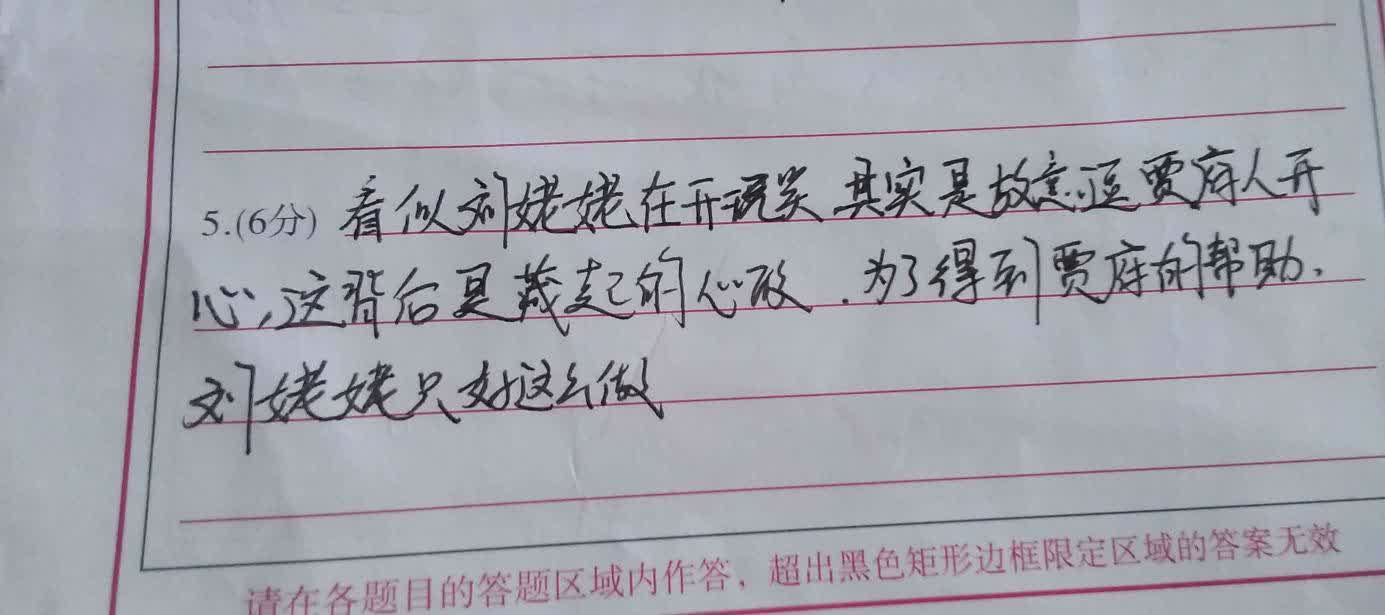 5.(6分) 看似刘姥姥在开玩笑 其实是故意逗贾府人开
心,这背后是藏起的心酸.为了得到贾府的帮助.
刘姥姥只好这么做
请在各题目的答题区域内作答，超出黑色矩形边框限定区域的答案无效